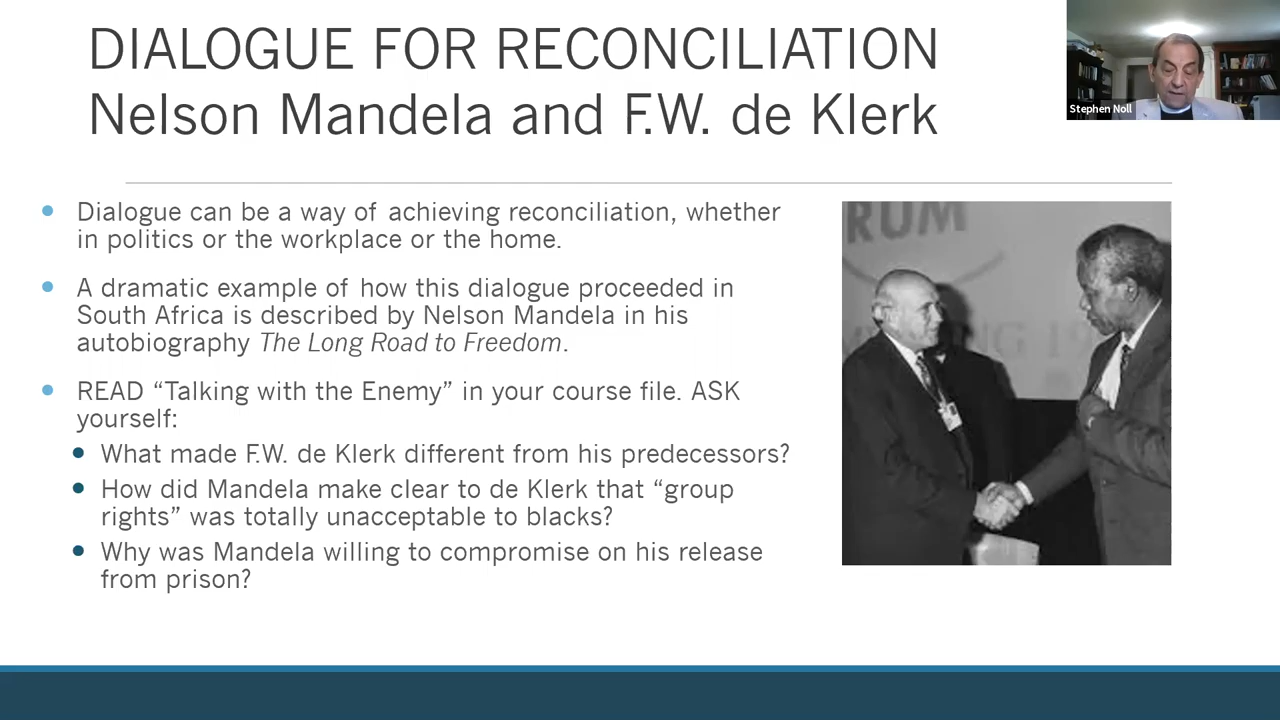 DIALOGUE FOR RECONCILIATION
Nelson Mandela and F.W. de Klerk
Stephen Noll
Dialogue can be a way of achieving reconciliation, whether
in politics or the workplace or the home.
A dramatic example of how this dialogue proceeded in
South Africa is described by Nelson Mandela in his
autobiography The Long Road to Freedom.
READ “Talking with the Enemy” in your course file. ASK
yourself:
What made F.W. de Klerk different from his predecessors?
How did Mandela make clear to de Klerk that “group
rights” was totally unacceptable to blacks?
Why was Mandela willing to compromise on his release
from prison?
RUM